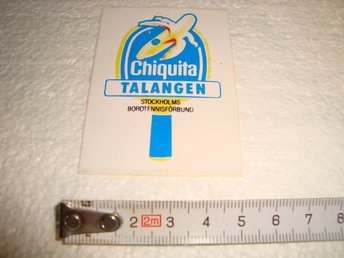 Chiquita
TALANGEN
STOCKHOLMS
BORDTENNISFÖRBUND
2 2m 3 4 5 6 7 8